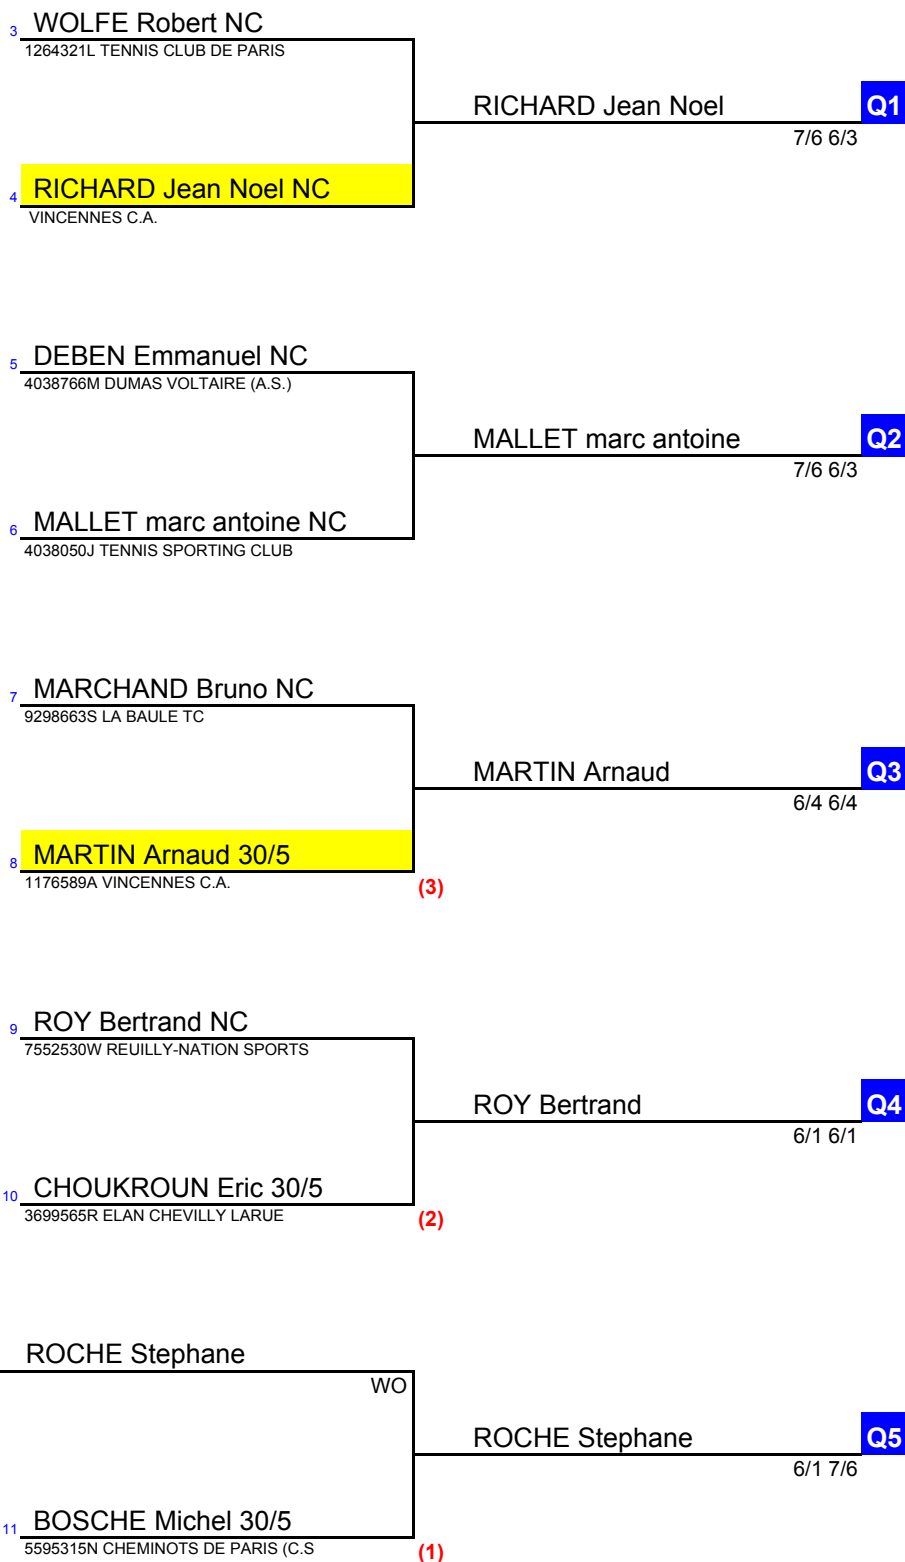 3 WOLFE Robert NC
1264321L TENNIS CLUB DE PARIS
RICHARD Jean Noel Q1
7/6 6/3
4 RICHARD Jean Noel NC
VINCENNES C.A.
5 DEBEN Emmanuel NC
4038766M DUMAS VOLTAIRE (A.S.)
MALLET marc antoine Q2
7/6 6/3
6 MALLET marc antoine NC
4038050J TENNIS SPORTING CLUB
7 MARCHAND Bruno NC
9298663S LA BAULE TC
MARTIN Arnaud Q3
6/4 6/4
8 MARTIN Arnaud 30/5
1176589A VINCENNES C.A. (3)
9 ROY Bertrand NC
7552530W REUILLY-NATION SPORTS
ROY Bertrand Q4
6/1 6/1
10 CHOUKROUN Eric 30/5
3699565R ELAN CHEVILLY LARUE (2)
ROCHE Stephane
WO
ROCHE Stephane Q5
6/1 7/6
11 BOSCHE Michel 30/5
5595315N CHEMINOTS DE PARIS (C.S (1)